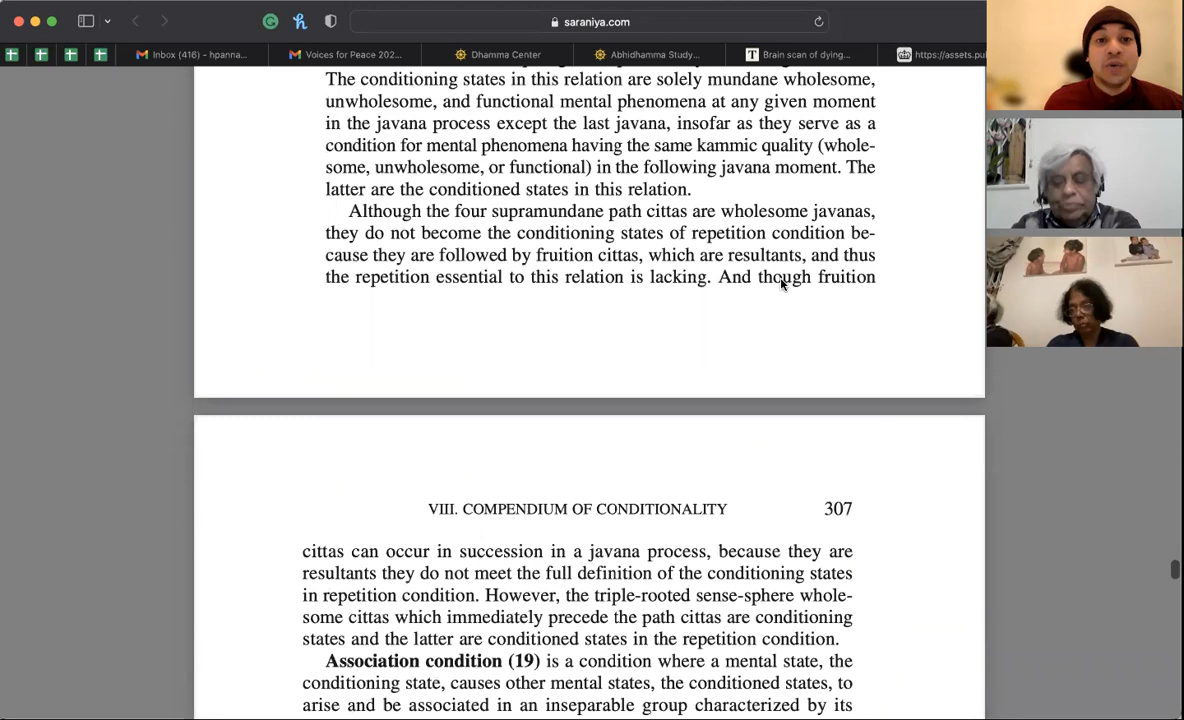 saraniya.com
Inbox (416) - hpanna...
Voices for Peace 202...
Dhamma Center
Abhidhamma Study...
Brain scan of dying...
https://assets.pu
The conditioning states in this relation are solely mundane wholesome,
unwholesome, and functional mental phenomena at any given moment
in the javana process except the last javana, insofar as they serve as a
condition for mental phenomena having the same kammic quality (whole-
some, unwholesome, or functional) in the following javana moment. The
latter are the conditioned states in this relation.
Although the four supramundane path cittas are wholesome javanas,
they do not become the conditioning states of repetition condition be-
cause they are followed by fruition cittas, which are resultants, and thus
the repetition essential to this relation is lacking. And though fruition
VIII. COMPENDIUM OF CONDITIONALITY 307
cittas can occur in succession in a javana process, because they are
resultants they do not meet the full definition of the conditioning states
in repetition condition. However, the triple-rooted sense-sphere whole-
some cittas which immediately precede the path cittas are conditioning
states and the latter are conditioned states in the repetition condition.
Association condition (19) is a condition where a mental state, the
conditioning state, causes other mental states, the conditioned states, to
arise and be associated in an inseparable group characterized by its